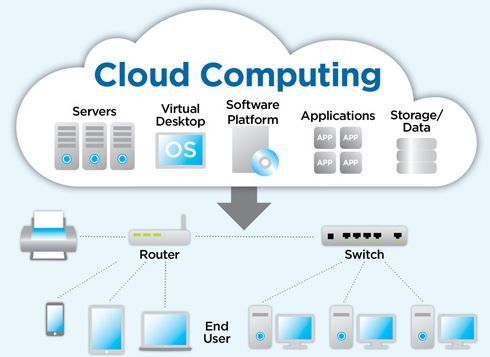 Cloud Computing
Servers
Virtual
Desktop
Software
Platform
Applications
Storage/
Data
OS
APP APP
APP APP
Router
Switch
End
User